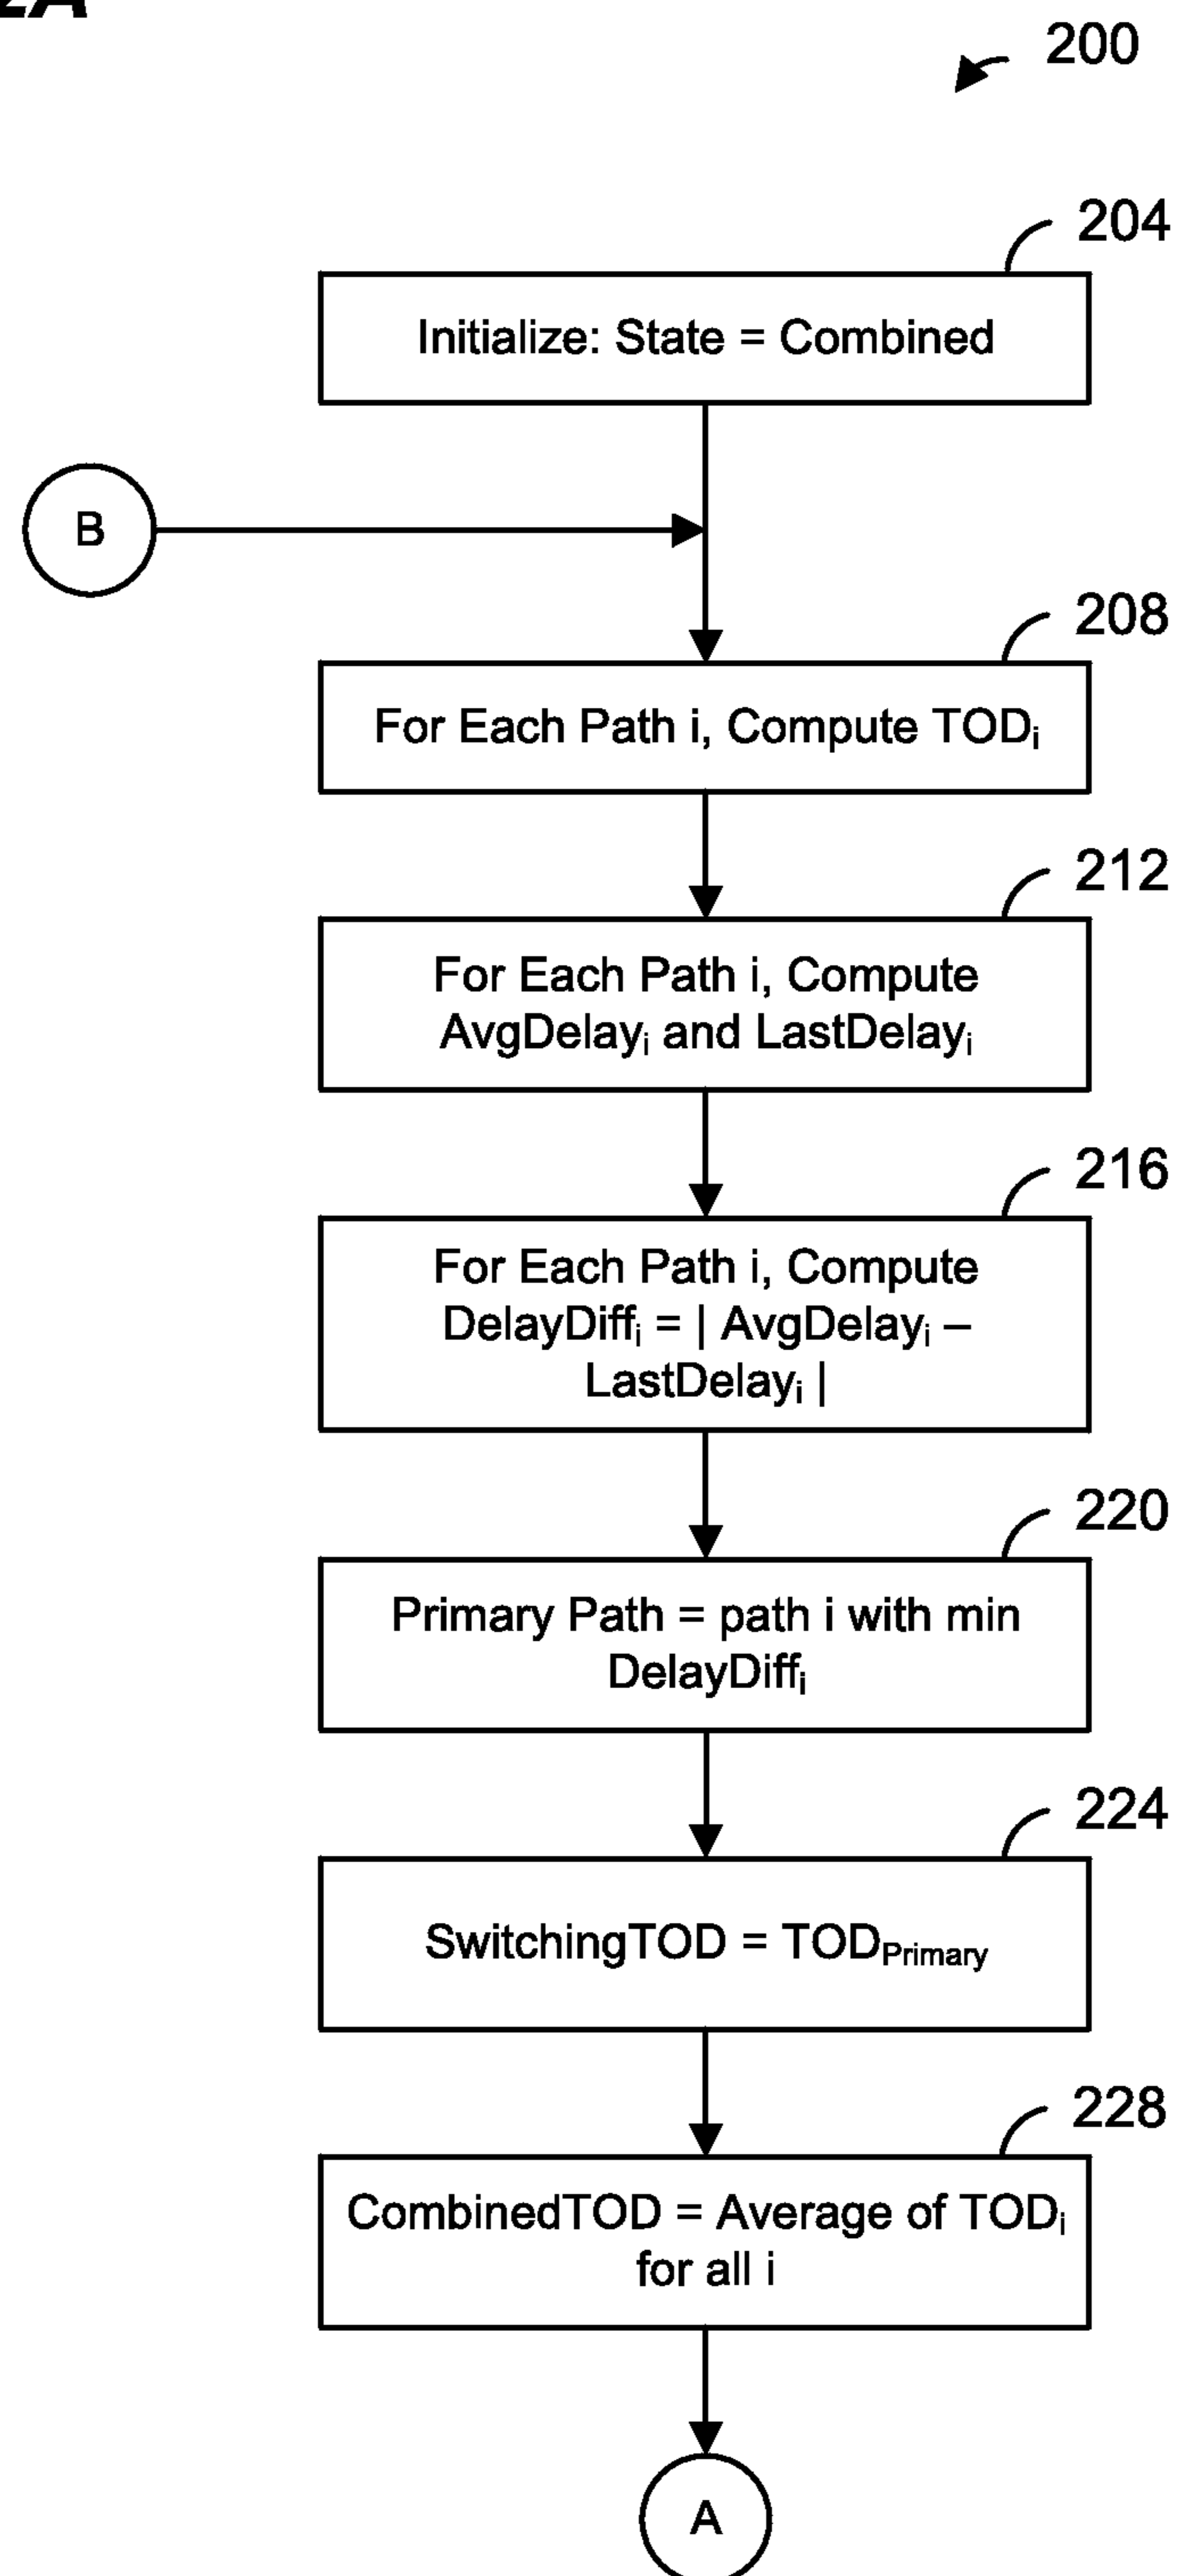 200
204
Initialize: State = Combined
B
208
For Each Path i, Compute TODᵢ
212
For Each Path i, Compute
AvgDelayᵢ and LastDelayᵢ
216
For Each Path i, Compute
DelayDiffᵢ = | AvgDelayᵢ –
LastDelayᵢ |
220
Primary Path = path i with min
DelayDiffᵢ
224
SwitchingTOD = TOD_Primary
228
CombinedTOD = Average of TODᵢ
for all i
A